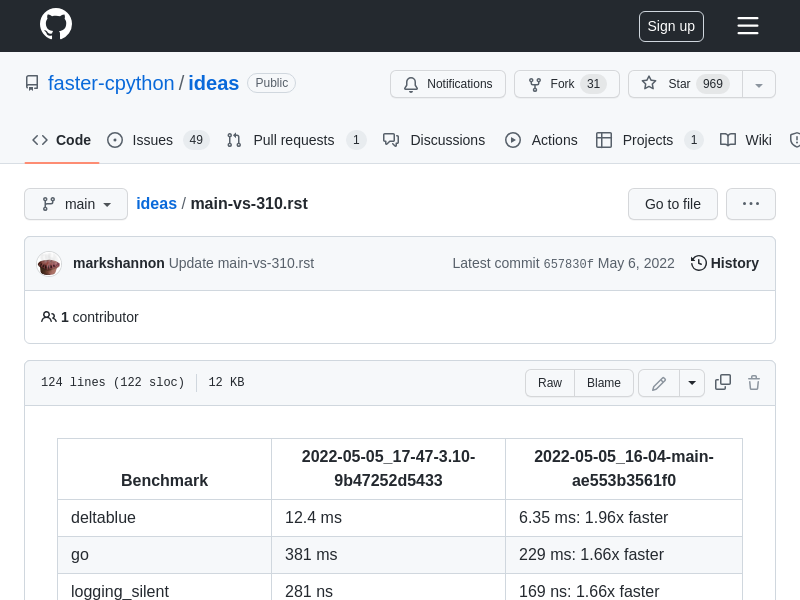 Sign up
faster-cpython / ideas Public
Notifications Fork 31 Star 969
Code Issues 49 Pull requests 1 Discussions Actions Projects 1 Wiki
main ideas / main-vs-310.rst Go to file
markshannon Update main-vs-310.rst Latest commit 657830f May 6, 2022 History
1 contributor
124 lines (122 sloc) 12 KB Raw Blame
Benchmark 2022-05-05_17-47-3.10- 2022-05-05_16-04-main-
9b47252d5433 ae553b3561f0
deltablue 12.4 ms 6.35 ms: 1.96x faster
go 381 ms 229 ms: 1.66x faster
logging_silent 281 ns 169 ns: 1.66x faster